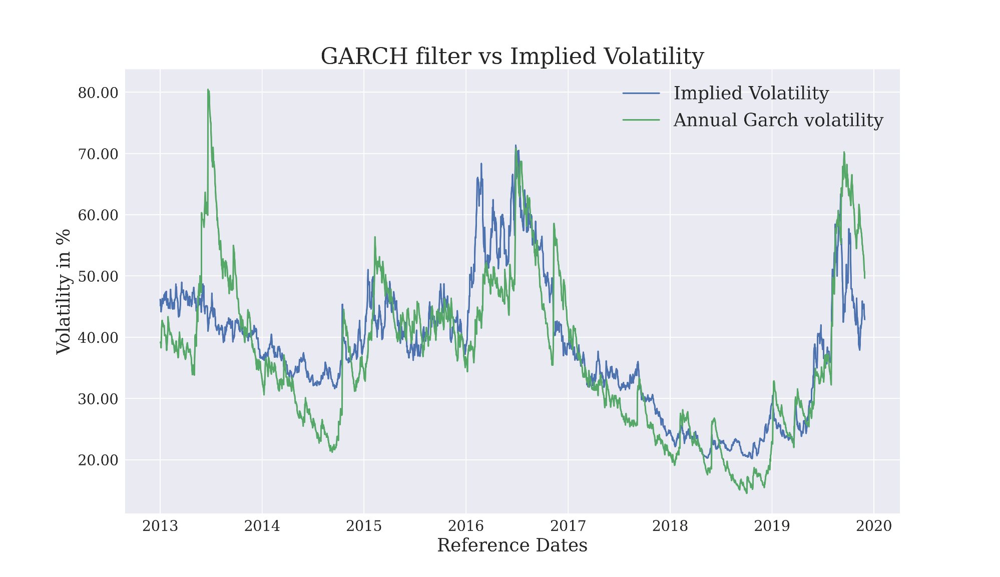 GARCH filter vs Implied Volatility
Implied Volatility
Annual Garch volatility
Volatility in %
80.00
70.00
60.00
50.00
40.00
30.00
20.00
2013 2014 2015 2016 2017 2018 2019 2020
Reference Dates